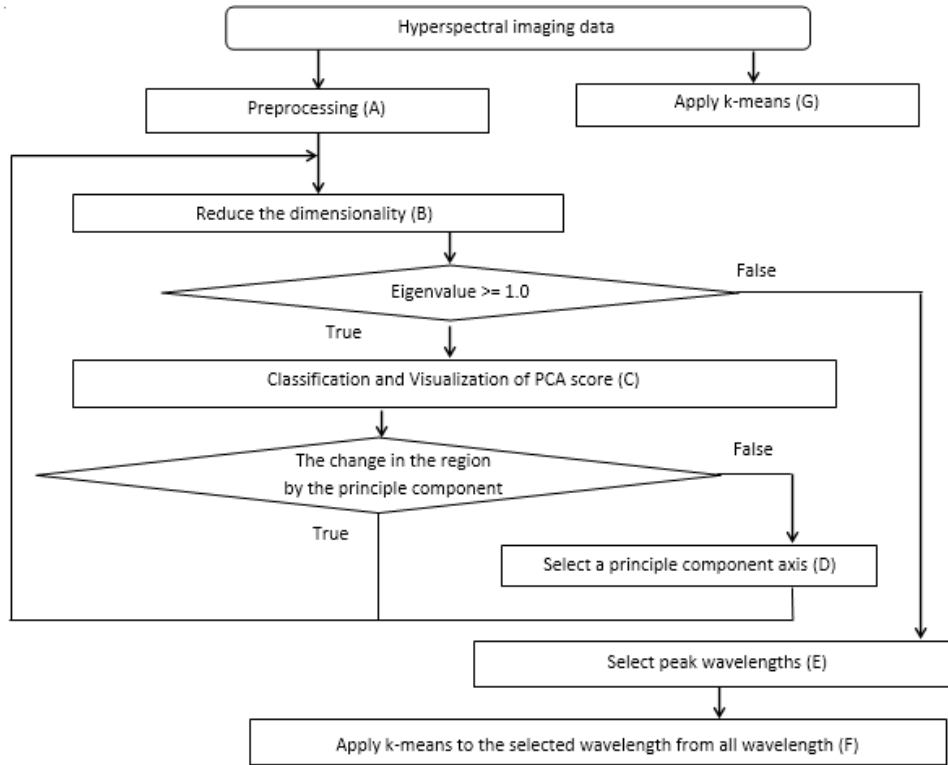 Hyperspectral imaging data
Preprocessing (A)
Apply k-means (G)
Reduce the dimensionality (B)
False
Eigenvalue >= 1.0
True
Classification and Visualization of PCA score (C)
False
The change in the region
by the principle component
True
Select a principle component axis (D)
Select peak wavelengths (E)
Apply k-means to the selected wavelength from all wavelength (F)